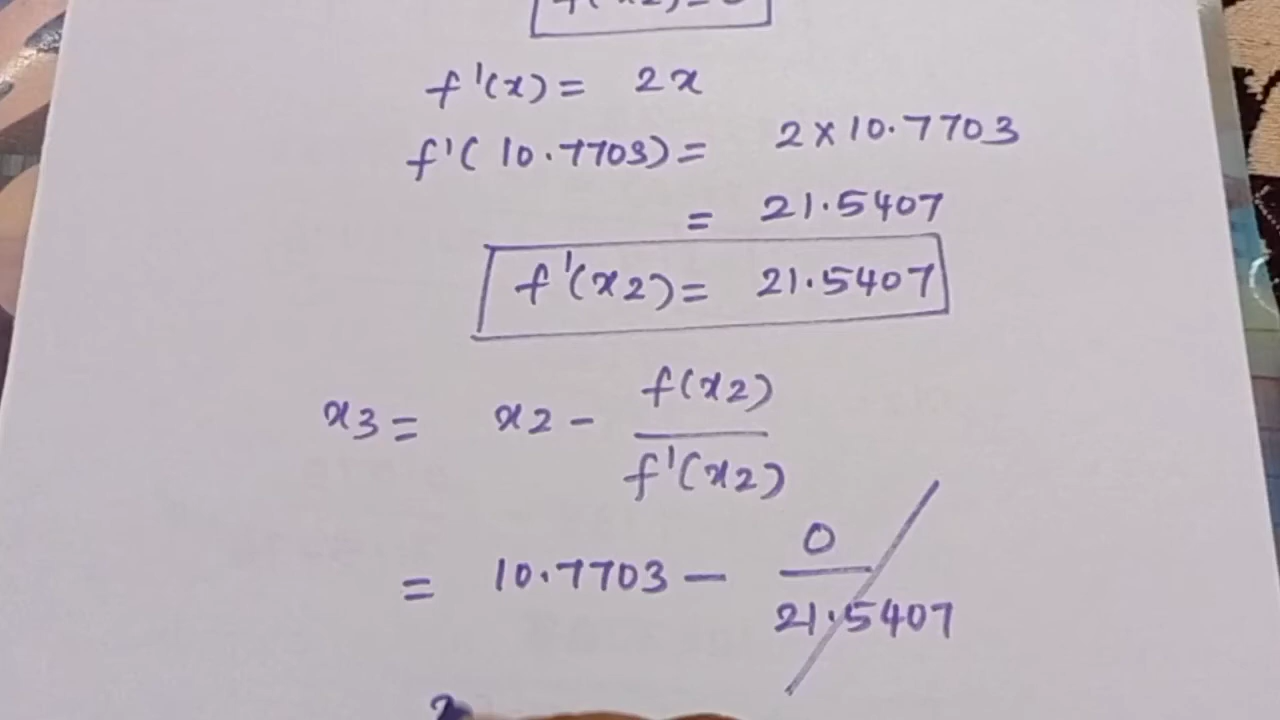 f'(x) = 2x
f'(10.7703) = 2 × 10.7703
= 21.5407
f'(x2) = 21.5407
x3 = x2 - f(x2) / f'(x2)
= 10.7703 - 0 / 21.5407